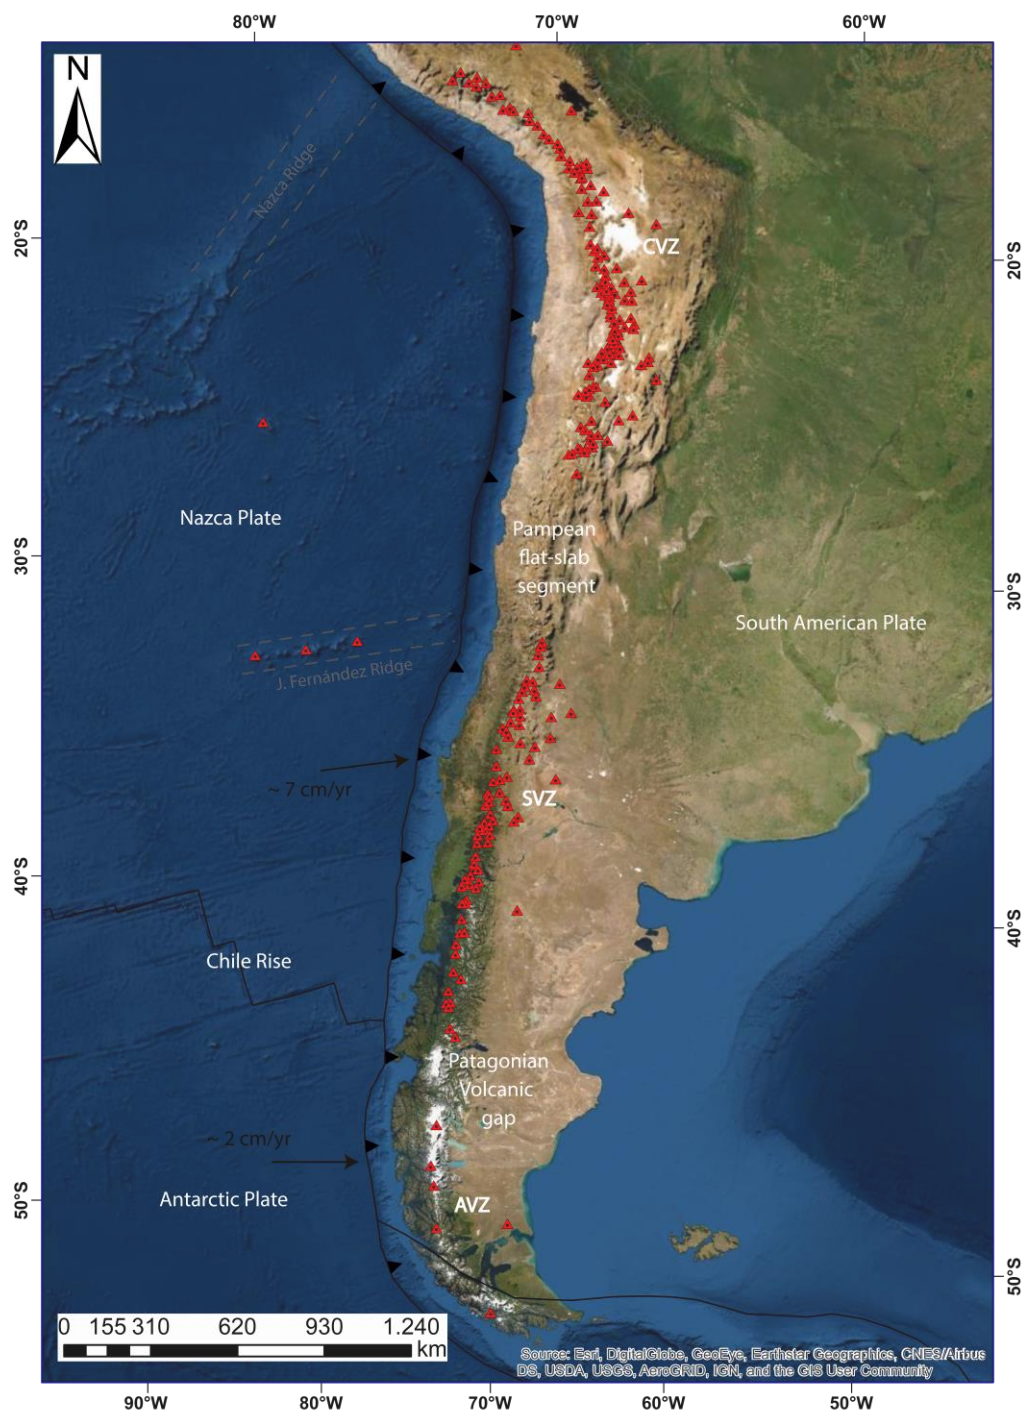 80°W 70°W 60°W
N
Nazca Ridge
20°S
20°S
CVZ
Nazca Plate
Pampean
flat-slab
segment
30°S
30°S
South American Plate
J. Fernández Ridge
~ 7 cm/yr
SVZ
40°S
40°S
Chile Rise
Patagonian
Volcanic
gap
~ 2 cm/yr
Antarctic Plate
AVZ
50°S
50°S
0 155 310 620 930 1.240
km
Source: Esri, DigitalGlobe, GeoEye, Earthstar Geographics, CNES/Airbus
DS, USDA, USGS, AeroGRID, IGN, and the GIS User Community
90°W 80°W 70°W 60°W 50°W